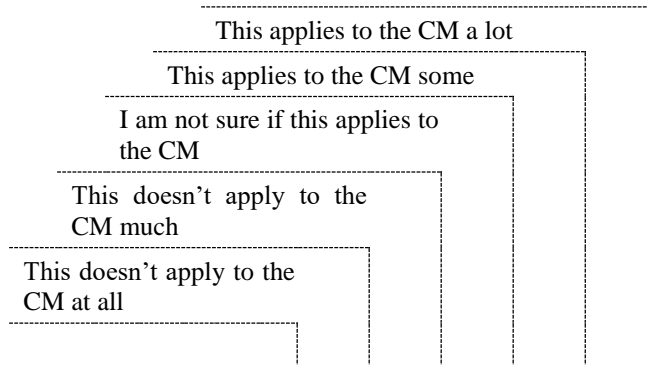 This applies to the CM a lot
This applies to the CM some
I am not sure if this applies to
the CM
This doesn’t apply to the
CM much
This doesn’t apply to the
CM at all